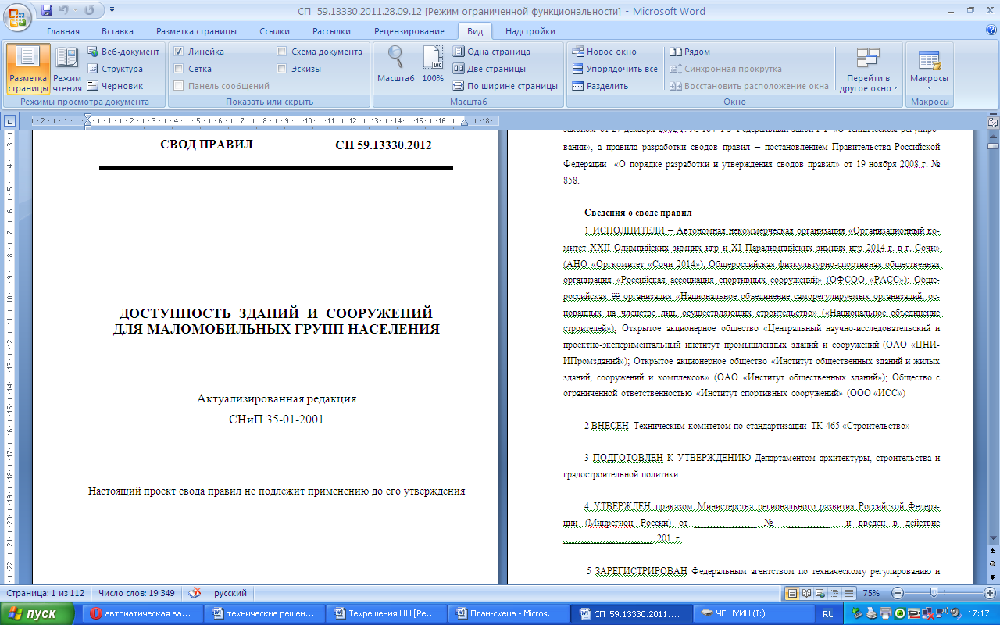 СП 59.13330.2011.28.09.12 [Режим ограниченной функциональности] - Microsoft Word
Главная Вставка Разметка страницы Ссылки Рассылки Рецензирование Вид Надстройки
Разметка страницы
Режим чтения
Веб-документ
Структура
Черновик
Режимы просмотра документа
Линейка
Сетка
Панель сообщений
Схема документа
Эскизы
Показать или скрыть
Масштаб
100%
Одна страница
Две страницы
По ширине страницы
Масштаб
Новое окно
Упорядочить все
Разделить
Рядом
Синхронная прокрутка
Восстановить расположение окна
Перейти в другое окно
Окно
Макросы
Макросы
СВОД ПРАВИЛ СП 59.13330.2012
ДОСТУПНОСТЬ ЗДАНИЙ И СООРУЖЕНИЙ
ДЛЯ МАЛОМОБИЛЬНЫХ ГРУПП НАСЕЛЕНИЯ
Актуализированная редакция
СНиП 35-01-2001
Настоящий проект свода правил не подлежит применению до его утверждения
вании», а правила разработки сводов правил – постановлением Правительства Российской
Федерации «О порядке разработки и утверждения сводов правил» от 19 ноября 2008 г. №
858.
Сведения о своде правил
1 ИСПОЛНИТЕЛИ – Автономная некоммерческая организация «Организационный ко-
митет XXII Олимпийских зимних игр и XI Паралимпийских зимних игр 2014 г. в г. Сочи»
(АНО «Оргкомитет «Сочи 2014»); Общероссийская физкультурно-спортивная общественная
организация «Российская ассоциация спортивных сооружений» (ОФСОО «РАСС»); Обще-
российская ёё организация «Национальное объединение саморегулируемых организаций, ос-
нованных на членстве лиц, осуществляющих строительство» («Национальное объединение
строителей»); Открытое акционерное общество «Центральный научно-исследовательский и
проектно-экспериментальный институт промышленных зданий и сооружений (ОАО «ЦНИ-
ИПромзданий»); Открытое акционерное общество «Институт общественных зданий и жилых
зданий, сооружений и комплексов» (ОАО «Институт общественных зданий»); Общество с
ограниченной ответственностью «Институт спортивных сооружений» (ООО «ИСС»)
2 ВНЕСЕН Техническим комитетом по стандартизации ТК 465 «Строительство»
3 ПОДГОТОВЛЕН К УТВЕРЖДЕНИЮ Департаментом архитектуры, строительства и
градостроительной политики
4 УТВЕРЖДЕН приказом Министерства регионального развития Российской Федера-
ции (Минрегион России) от ______________ № __________ и введен в действие
____________________ 201 г.
5 ЗАРЕГИСТРИРОВАН Федеральным агентством по техническому регулированию и
Страница: 1 из 112 Число слов: 19 349 русский 75%
пуск автоматическая ва... технические решен... Техрешения ЦН [Ре... План-схема - Micros... СП 59.13330.2011.... ЧЕШУИН (I:) RL 17:17